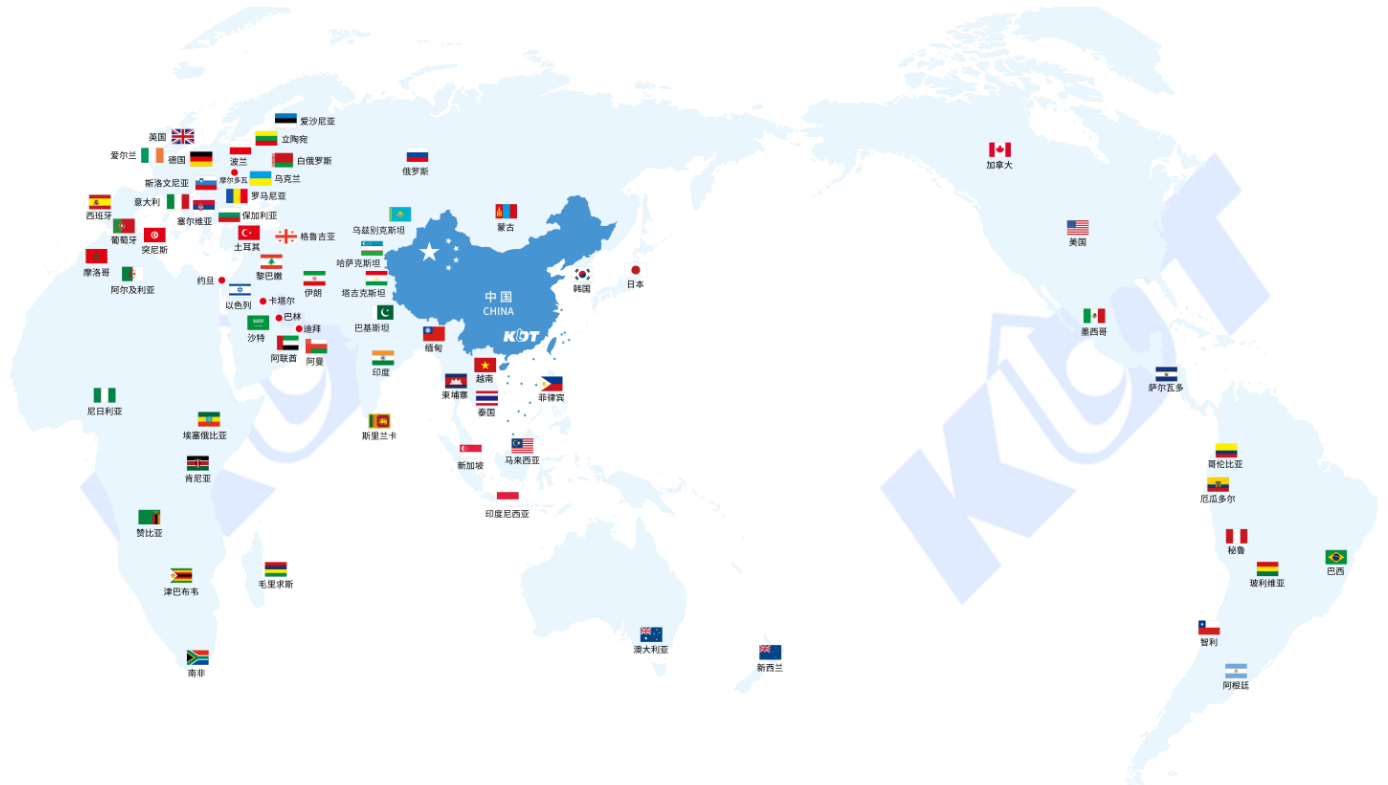 爱沙尼亚
英国
立陶宛
爱尔兰
德国
波兰
白俄罗斯
俄罗斯
加拿大
斯洛文尼亚
摩尔多瓦
乌克兰
意大利
罗马尼亚
西班牙
塞尔维亚
保加利亚
乌兹别克斯坦
蒙古
美国
葡萄牙
突尼斯
土耳其
格鲁吉亚
哈萨克斯坦
摩洛哥
阿尔及利亚
约旦
黎巴嫩
伊朗
塔吉克斯坦
韩国
日本
以色列
卡塔尔
中国
CHINA
KDT
巴林
迪拜
沙特
巴基斯坦
缅甸
墨西哥
阿联酋
阿曼
印度
越南
柬埔寨
泰国
菲律宾
萨尔瓦多
尼日利亚
埃塞俄比亚
斯里兰卡
新加坡
马来西亚
哥伦比亚
肯尼亚
厄瓜多尔
印度尼西亚
赞比亚
秘鲁
津巴布韦
毛里求斯
玻利维亚
巴西
南非
澳大利亚
新西兰
智利
阿根廷
KDT
KDT